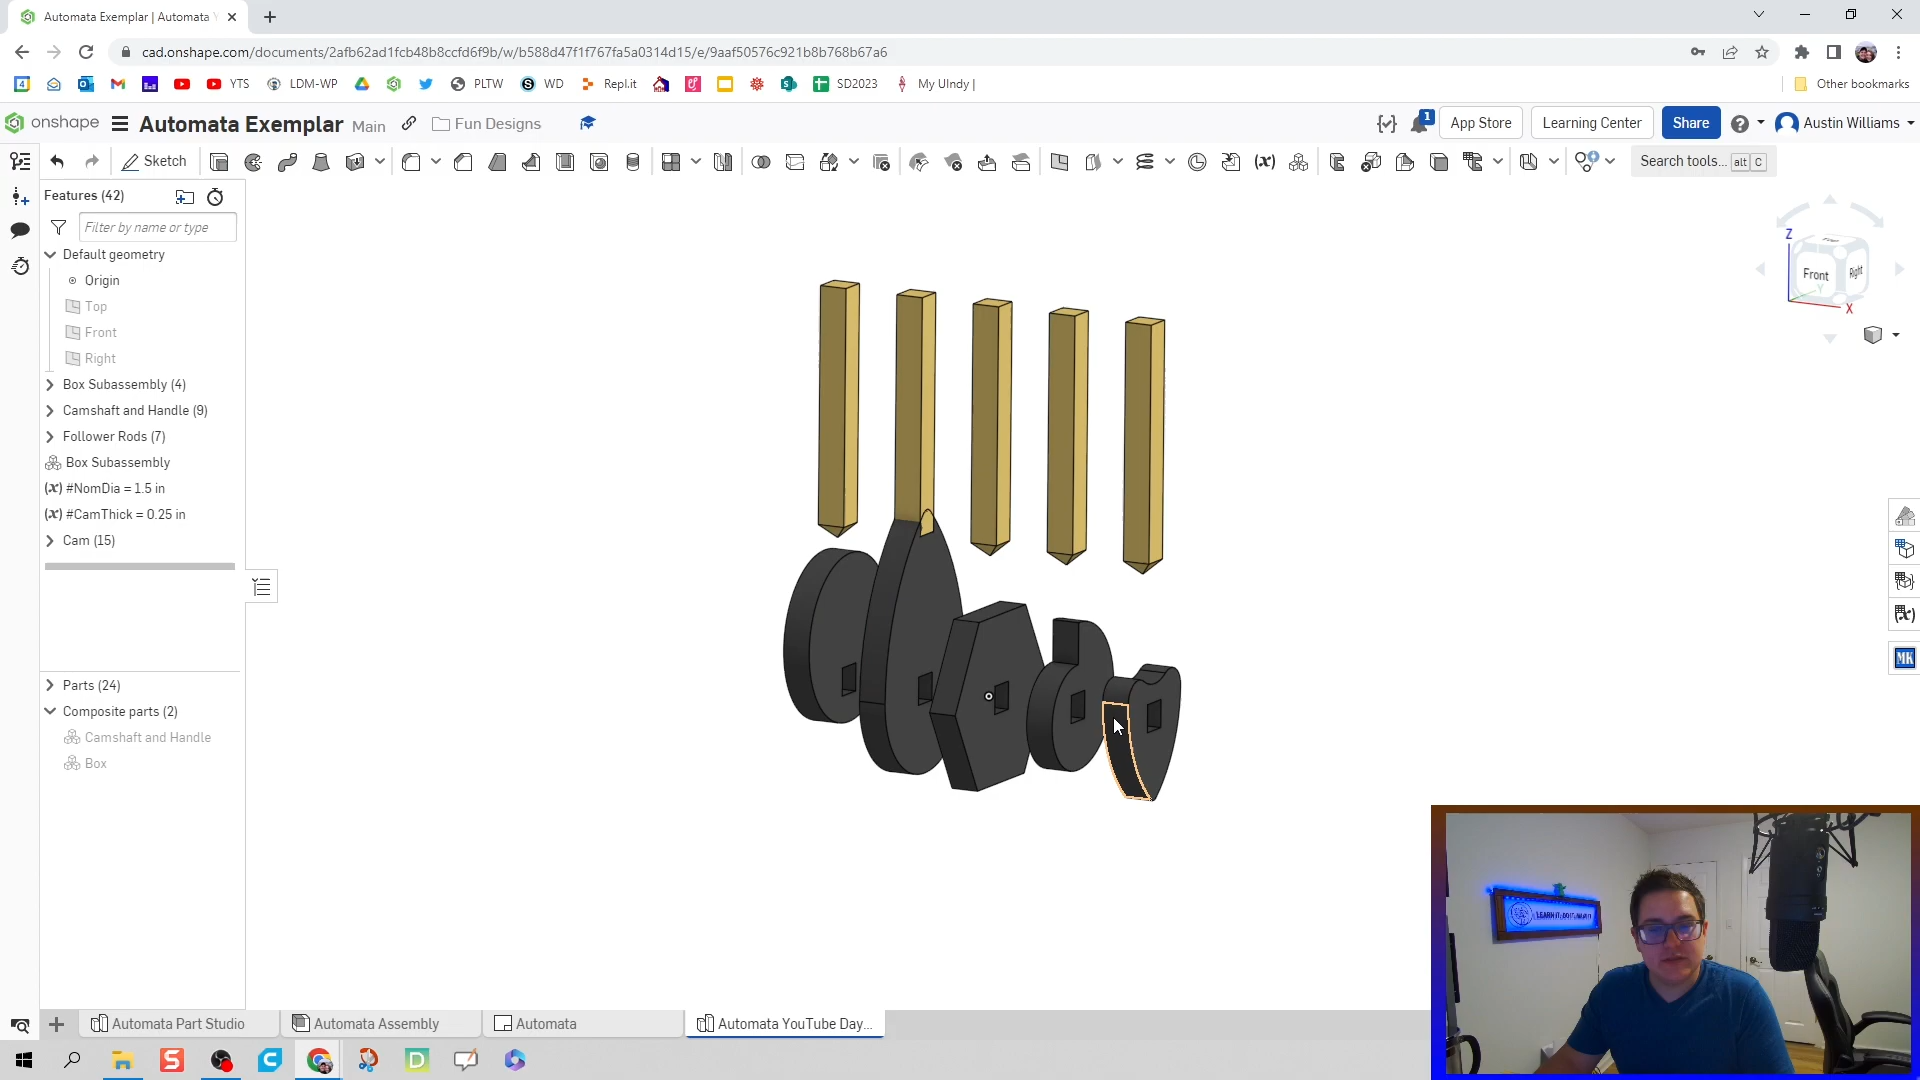 Automata Exemplar | Automata Y
cad.onshape.com/documents/2afb62ad1fcb48b8ccfd6f9b/w/b588d47f1f767fa5a0314d15/e/9aaf50576c921b8b768b67a6
4 YTS LDM-WP PLTW WD Repl.it SD2023 My UIndy | Other bookmarks
onshape Automata Exemplar Main Fun Designs 1 App Store Learning Center Share Austin Williams
Sketch Search tools... alt C
Features (42)
Filter by name or type
Default geometry
Origin
Top
Front
Right
Box Subassembly (4)
Camshaft and Handle (9)
Follower Rods (7)
Box Subassembly
(x) #NomDia = 1.5 in
(x) #CamThick = 0.25 in
Cam (15)
Parts (24)
Composite parts (2)
Camshaft and Handle
Box
Z
Top
Front
Right
Y
X
MK
Automata Part Studio
Automata Assembly
Automata
Automata YouTube Day...